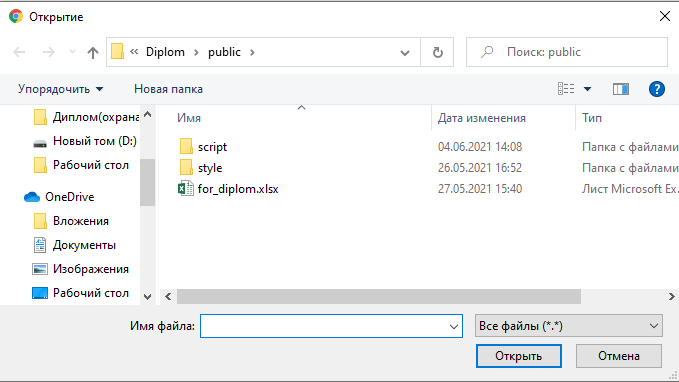 Открытие
« Diplom › public ›
Поиск: public
Упорядочить
Новая папка
?
Имя
Дата изменения
Тип
Диплом(охрана
Новый том (D:)
Рабочий стол
OneDrive
Вложения
Документы
Изображения
Рабочий стол
script 04.06.2021 14:08 Папка с файлами
style 26.05.2021 16:52 Папка с файлами
for_diplom.xlsx 27.05.2021 15:40 Лист Microsoft Ex
Имя файла:
Все файлы (*.*)
Открыть
Отмена